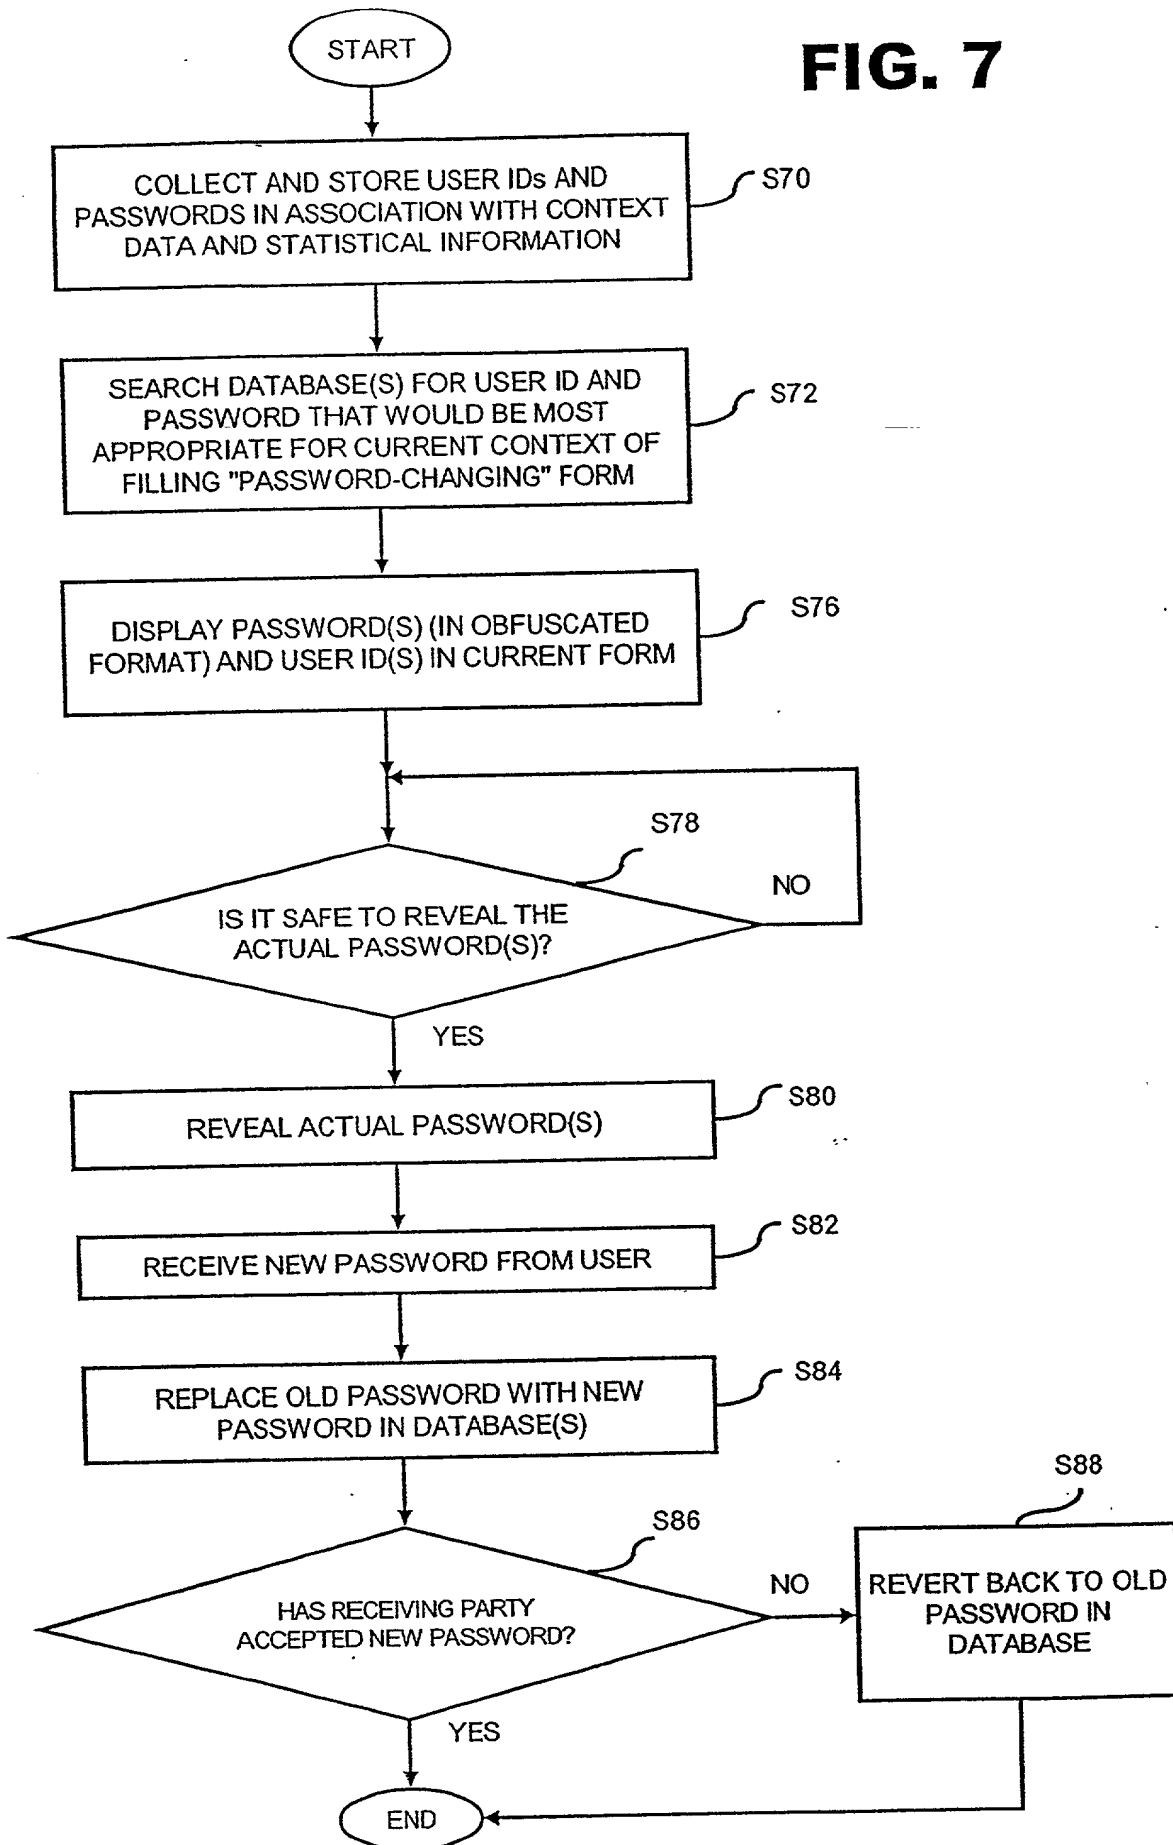 START
FIG. 7
COLLECT AND STORE USER IDs AND
PASSWORDS IN ASSOCIATION WITH CONTEXT
DATA AND STATISTICAL INFORMATION
S70
SEARCH DATABASE(S) FOR USER ID AND
PASSWORD THAT WOULD BE MOST
APPROPRIATE FOR CURRENT CONTEXT OF
FILLING "PASSWORD-CHANGING" FORM
S72
DISPLAY PASSWORD(S) (IN OBFUSCATED
FORMAT) AND USER ID(S) IN CURRENT FORM
S76
S78
NO
IS IT SAFE TO REVEAL THE
ACTUAL PASSWORD(S)?
YES
REVEAL ACTUAL PASSWORD(S)
S80
RECEIVE NEW PASSWORD FROM USER
S82
REPLACE OLD PASSWORD WITH NEW
PASSWORD IN DATABASE(S)
S84
S86
HAS RECEIVING PARTY
ACCEPTED NEW PASSWORD?
NO
S88
REVERT BACK TO OLD
PASSWORD IN
DATABASE
YES
END